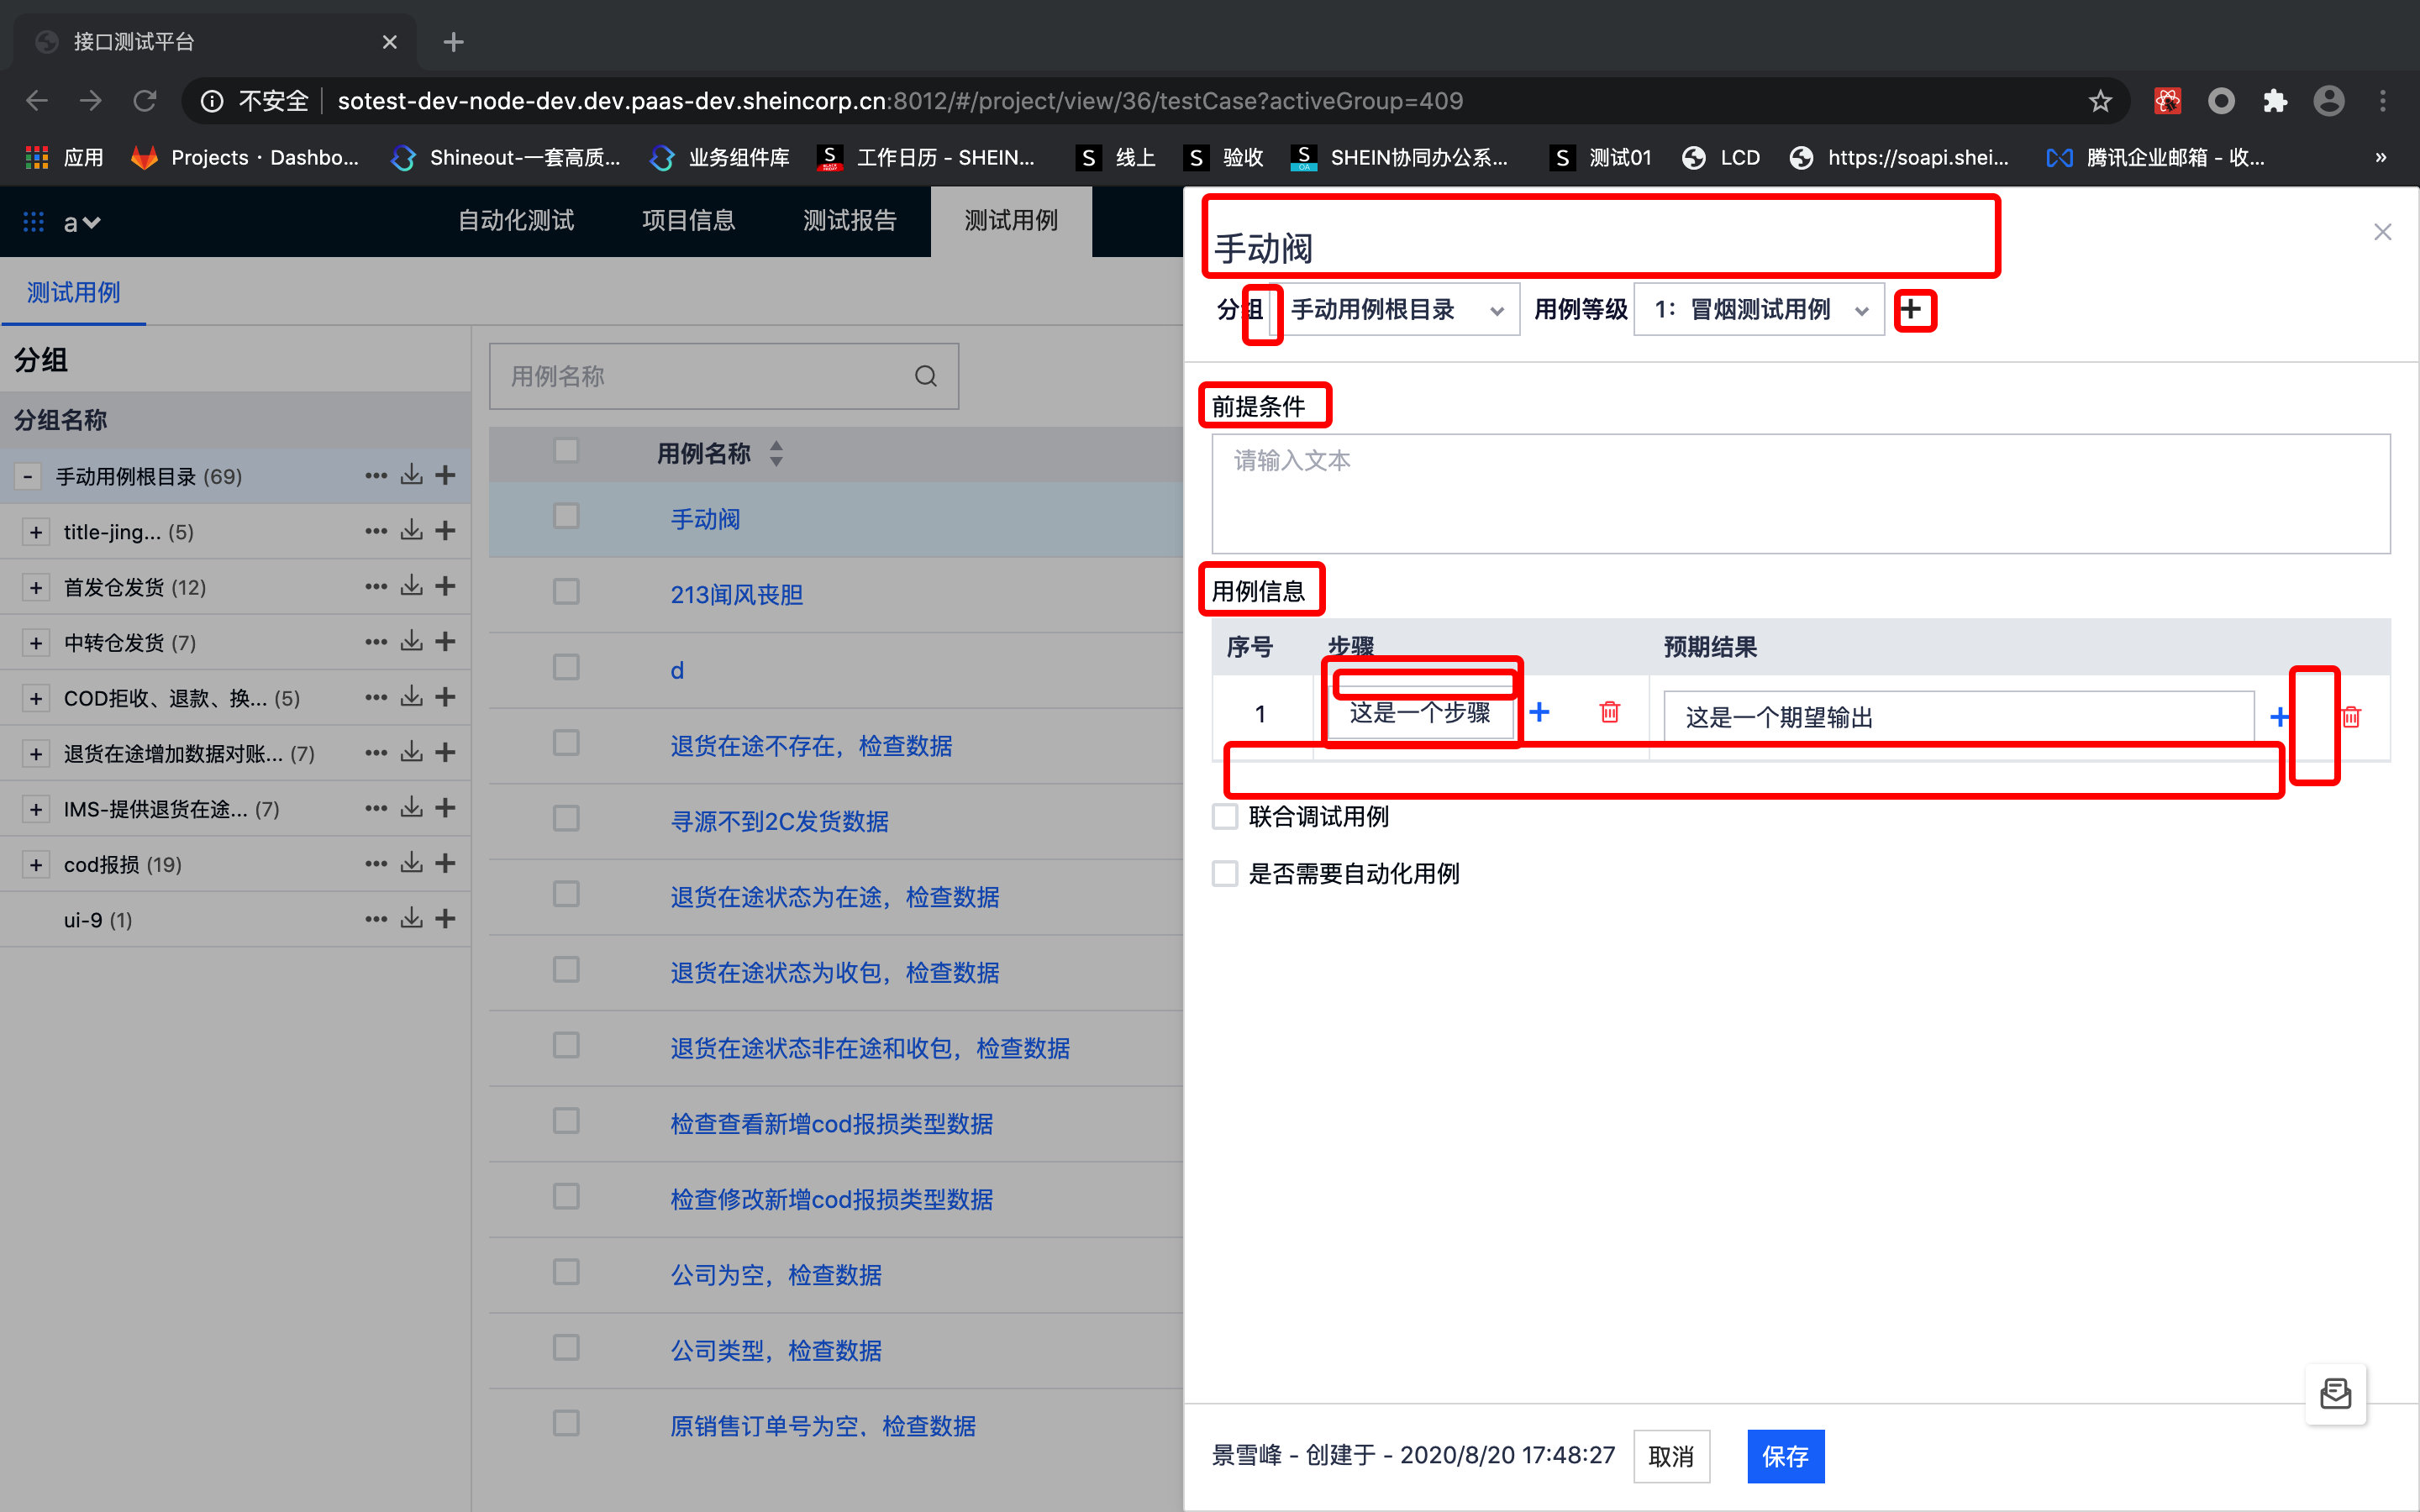 接口测试平台
不安全 sotest-dev-node-dev.dev.paas-dev.sheincorp.cn:8012/#/project/view/36/testCase?activeGroup=409
应用 Projects · Dashbo... Shineout-一套高质... 业务组件库 工作日历 - SHEIN... 线上 验收 SHEIN协同办公系... 测试01 LCD https://soapi.shei... 腾讯企业邮箱 - 收... »
a 自动化测试 项目信息 测试报告 测试用例
测试用例
分组
分组名称
手动用例根目录 (69)
title-jing... (5)
首发仓发货 (12)
中转仓发货 (7)
COD拒收、退款、换... (5)
退货在途增加数据对账... (7)
IMS-提供退货在途... (7)
cod报损 (19)
ui-9 (1)
用例名称
用例名称
手动阀
213闻风丧胆
d
退货在途不存在，检查数据
寻源不到2C发货数据
退货在途状态为在途，检查数据
退货在途状态为收包，检查数据
退货在途状态非在途和收包，检查数据
检查查看新增cod报损类型数据
检查修改新增cod报损类型数据
公司为空，检查数据
公司类型，检查数据
原销售订单号为空，检查数据
手动阀
分组 手动用例根目录 用例等级 1：冒烟测试用例
前提条件
请输入文本
用例信息
序号 步骤 预期结果
1 这是一个步骤 这是一个期望输出
联合调试用例
是否需要自动化用例
景雪峰 - 创建于 - 2020/8/20 17:48:27 取消 保存